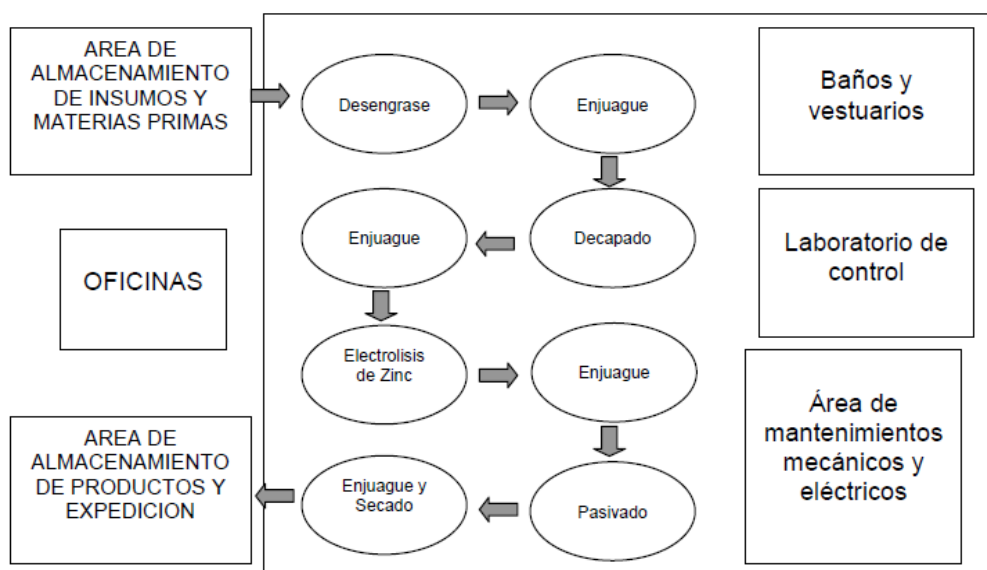 AREA DE
ALMACENAMIENTO
DE INSUMOS Y
MATERIAS PRIMAS
Desengrase
Enjuague
Baños y
vestuarios
Enjuague
Decapado
Laboratorio de
control
OFICINAS
Electrolisis
de Zinc
Enjuague
Área de
mantenimientos
mecánicos y
eléctricos
AREA DE
ALMACENAMIENTO
DE PRODUCTOS Y
EXPEDICION
Enjuague y
Secado
Pasivado